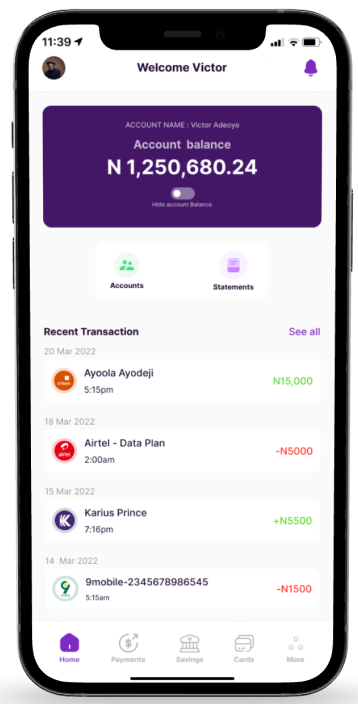 11:39
Welcome Victor
ACCOUNT NAME : Victor Adeoye
Account balance
N 1,250,680.24
Hide account Balance
Accounts
Statements
Recent Transaction
See all
20 Mar 2022
Ayoola Ayodeji
N15,000
5:15pm
18 Mar 2022
airtel
Airtel - Data Plan
-N5000
2:00am
15 Mar 2022
Karius Prince
+N5500
7:16pm
14 Mar 2022
9mobile-2345678986545
-N1500
5:15am
Home
Payments
Savings
Cards
More